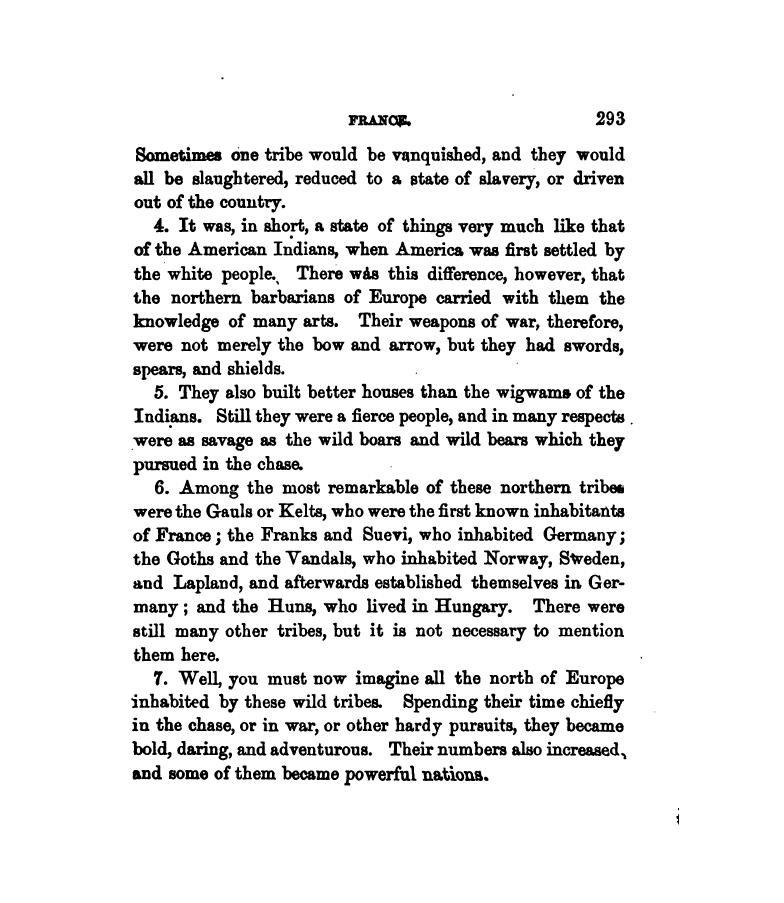 FRANCE. 293
Sometimes one tribe would be vanquished, and they would
all be slaughtered, reduced to a state of slavery, or driven
out of the country.
4. It was, in short, a state of things very much like that
of the American Indians, when America was first settled by
the white people. There was this difference, however, that
the northern barbarians of Europe carried with them the
knowledge of many arts. Their weapons of war, therefore,
were not merely the bow and arrow, but they had swords,
spears, and shields.
5. They also built better houses than the wigwams of the
Indians. Still they were a fierce people, and in many respects
were as savage as the wild boars and wild bears which they
pursued in the chase.
6. Among the most remarkable of these northern tribes
were the Gauls or Kelts, who were the first known inhabitants
of France; the Franks and Suevi, who inhabited Germany;
the Goths and the Vandals, who inhabited Norway, Sweden,
and Lapland, and afterwards established themselves in Ger-
many; and the Huns, who lived in Hungary. There were
still many other tribes, but it is not necessary to mention
them here.
7. Well, you must now imagine all the north of Europe
inhabited by these wild tribes. Spending their time chiefly
in the chase, or in war, or other hardy pursuits, they became
bold, daring, and adventurous. Their numbers also increased,
and some of them became powerful nations.